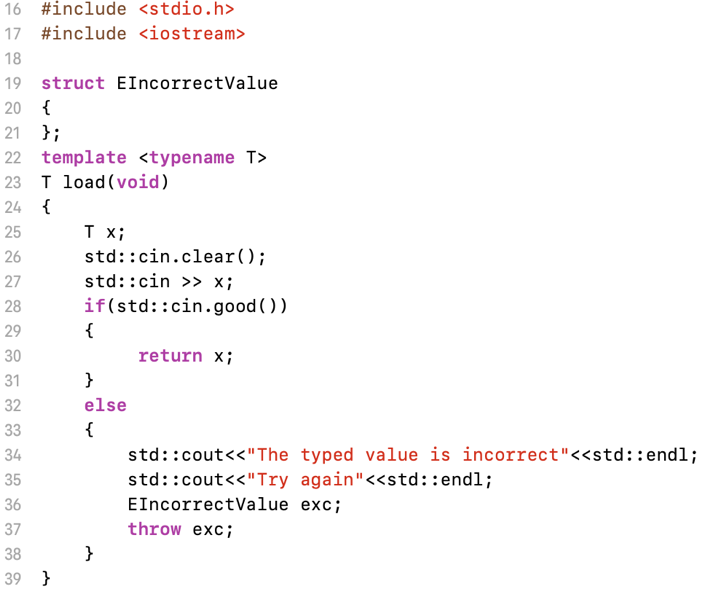 16 #include <stdio.h>
17 #include <iostream>
18
19 struct EIncorrectValue
20 {
21 };
22 template <typename T>
23 T load(void)
24 {
25     T x;
26     std::cin.clear();
27     std::cin >> x;
28     if(std::cin.good())
29     {
30          return x;
31     }
32     else
33     {
34         std::cout<<"The typed value is incorrect"<<std::endl;
35         std::cout<<"Try again"<<std::endl;
36         EIncorrectValue exc;
37         throw exc;
38     }
39 }